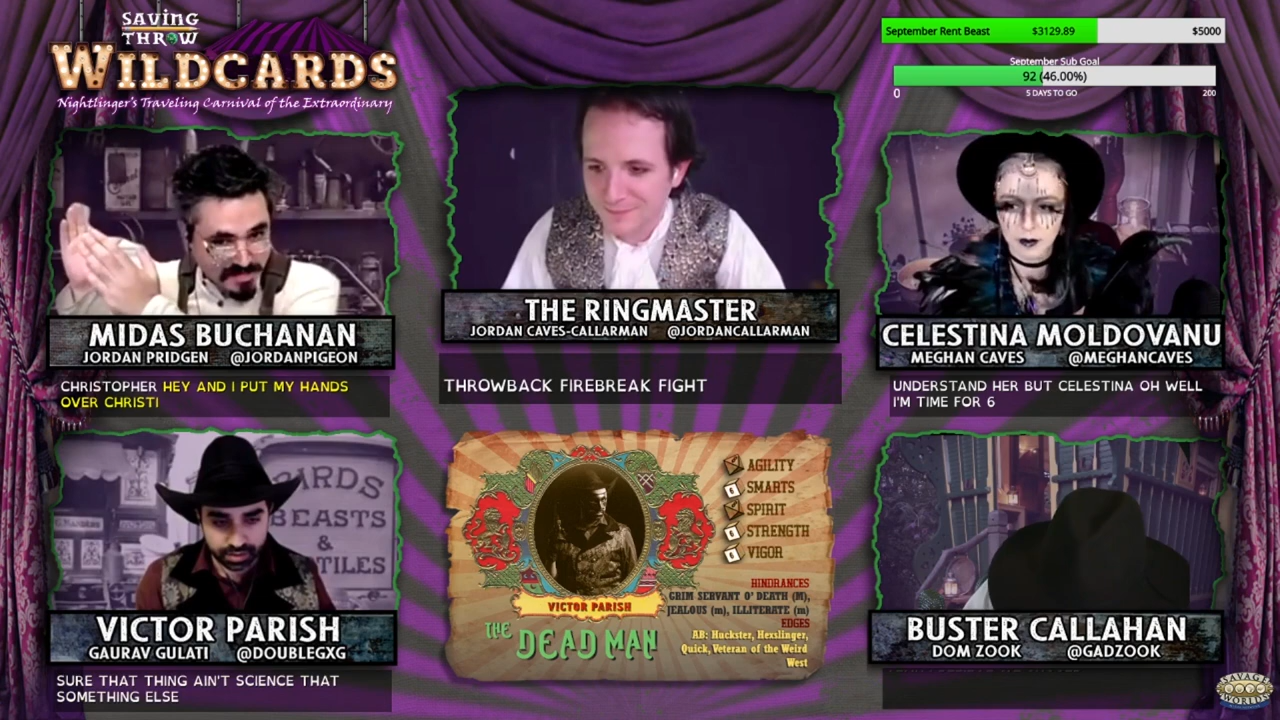 SAVING
THROW
WILDCARDS
Nightlinger's Traveling Carnival of the Extraordinary
September Rent Beast $3129.89 $5000
September Sub Goal
92 (46.00%)
0 5 DAYS TO GO 200
MIDAS BUCHANAN
JORDAN PRIDGEN @JORDANPIGEON
CHRISTOPHER HEY AND I PUT MY HANDS
OVER CHRISTI
THE RINGMASTER
JORDAN CAVES-CALLARMAN @JORDANCALLARMAN
THROWBACK FIREBREAK FIGHT
CELESTINA MOLDOVANU
MEGHAN CAVES @MEGHANCAVES
UNDERSTAND HER BUT CELESTINA OH WELL
I'M TIME FOR 6
BIRDS
BEASTS
&
VICTOR PARISH
GAURAV GULATI @DOUBLEGXG
SURE THAT THING AIN'T SCIENCE THAT
SOMETHING ELSE
AGILITY
SMARTS
SPIRIT
STRENGTH
VIGOR
VICTOR PARISH
THE DEAD MAN
HINDRANCES
GRIM SERVANT O' DEATH (M),
JEALOUS (m), ILLITERATE (m)
EDGES
AB: Huckster, Hexslinger,
Quick, Veteran of the Weird
West
BUSTER CALLAHAN
DOM ZOOK @GADZOOK
SAVAGE
WORLDS